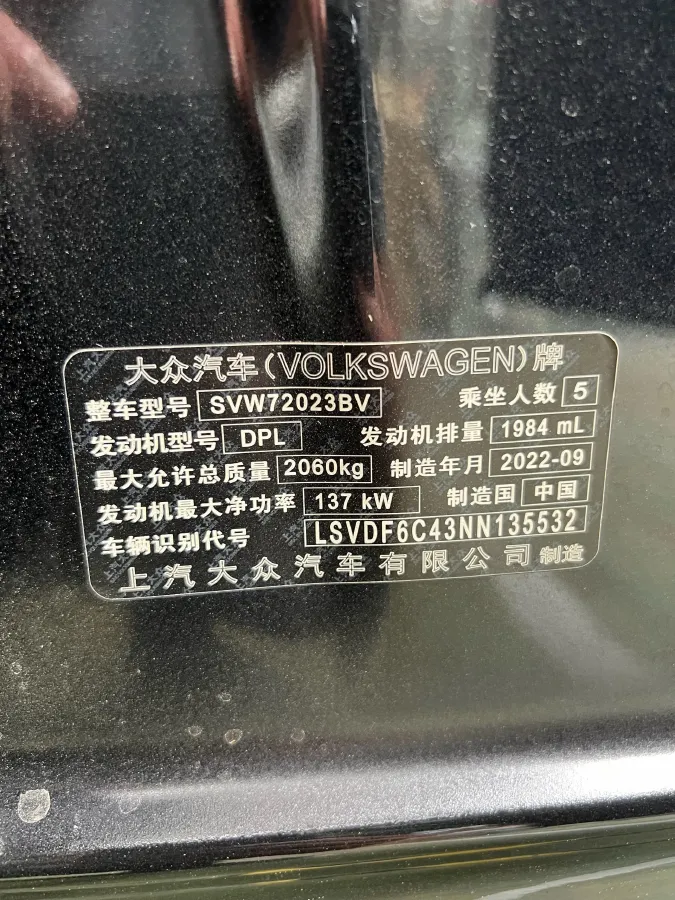 大众汽车(VOLKSWAGEN)牌
整车型号 SVW72023BV 乘坐人数 5
发动机型号 DPL 发动机排量 1984 mL
最大允许总质量 2060kg 制造年月 2022-09
发动机最大净功率 137 kW 制造国 中国
车辆识别代号 LSVDF6C43NN135532
上汽大众汽车有限公司 制造